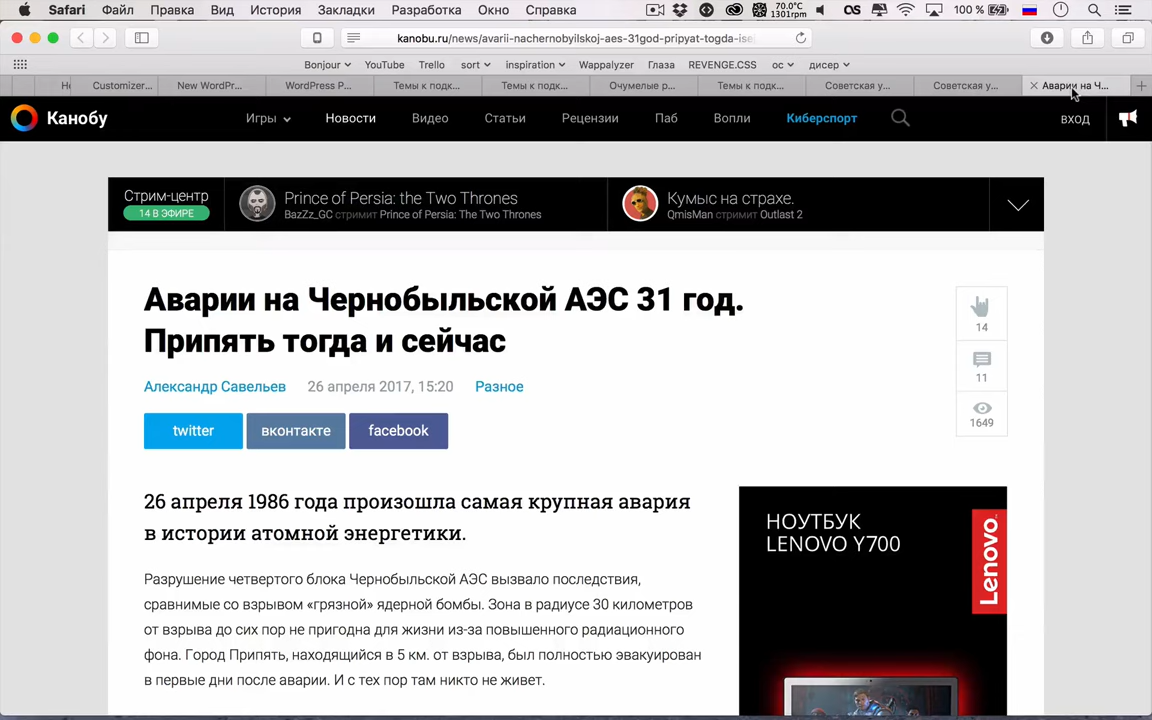 Safari Файл Правка Вид История Закладки Разработка Окно Справка 70.0°C 1301rpm 100 %
kanobu.ru/news/avarii-nachernobyilskoj-aes-31god-pripyat-togda-ise
Bonjour YouTube Trello sort inspiration Wappalyzer Глаза REVENGE.CSS ос дисер
Не Customizer... New WordPr... WordPress P... Темы к подк... Темы к подк... Очумелые р... Темы к подк... Советская у... Советская у... Аварии на Ч...
Канобу Игры Новости Видео Статьи Рецензии Паб Вопли Киберспорт ВХОД
Стрим-центр
14 В ЭФИРЕ
Prince of Persia: the Two Thrones
BazZz_GC стримит Prince of Persia: The Two Thrones
Кумыс на страхе.
QmisMan стримит Outlast 2
Аварии на Чернобыльской АЭС 31 год.
Припять тогда и сейчас
14
11
1649
Александр Савельев 26 апреля 2017, 15:20 Разное
twitter вконтакте facebook
26 апреля 1986 года произошла самая крупная авария
в истории атомной энергетики.
Разрушение четвертого блока Чернобыльской АЭС вызвало последствия,
сравнимые со взрывом «грязной» ядерной бомбы. Зона в радиусе 30 километров
от взрыва до сих пор не пригодна для жизни из-за повышенного радиационного
фона. Город Припять, находящийся в 5 км. от взрыва, был полностью эвакуирован
в первые дни после аварии. И с тех пор там никто не живет.
НОУТБУК
LENOVO Y700
Lenovo